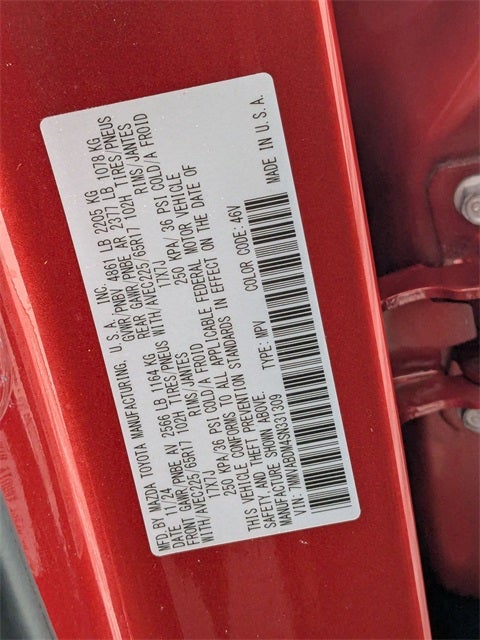 MFD. BY MAZDA TOYOTA MANUFACTURING, U.S.A., INC.
DATE 11/24 GVWR/PNBV 4861 LB 2205 KG
FRONT GAWR/PNBE AV 2566 LB 1164 KG REAR GAWR/PNBE AR 2377 LB 1078 KG
WITH/AVEC225/65R17 102H TIRES/PNEUS WITH/AVEC225/65R17 102H TIRES/PNEUS
17X7J RIMS/JANTES 17X7J RIMS/JANTES
250 KPA/36 PSI COLD/A FROID 250 KPA/ 36 PSI COLD/A FROID
THIS VEHICLE CONFORMS TO ALL APPLICABLE FEDERAL MOTOR VEHICLE
SAFETY, AND THEFT PREVENTION STANDARDS IN EFFECT ON THE DATE OF
MANUFACTURE SHOWN ABOVE.
VIN: 7MMVABDM4SN331309 TYPE: MPV COLOR CODE: 46V MADE IN U.S.A.